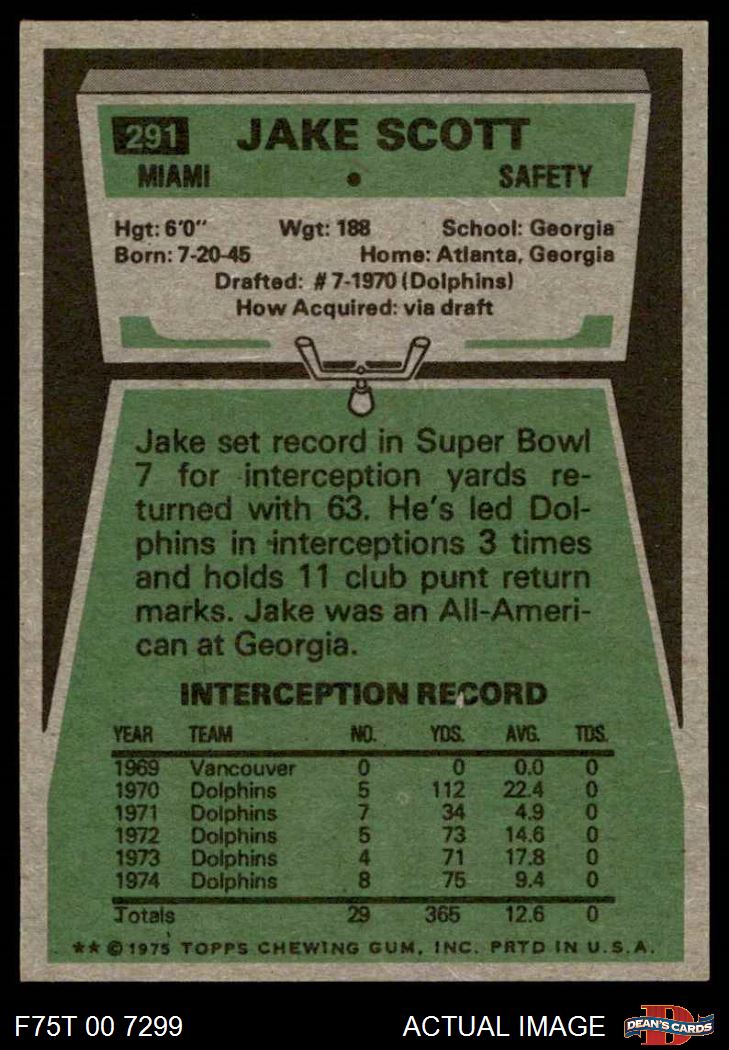 291 JAKE SCOTT
MIAMI • SAFETY
Hgt: 6'0" Wgt: 188 School: Georgia
Born: 7-20-45 Home: Atlanta, Georgia
Drafted: #7-1970 (Dolphins)
How Acquired: via draft
Jake set record in Super Bowl
7 for interception yards re-
turned with 63. He's led Dol-
phins in interceptions 3 times
and holds 11 club punt return
marks. Jake was an All-Ameri-
can at Georgia.
INTERCEPTION RECORD
YEAR TEAM NO. YDS. AVG. TDS.
1969 Vancouver 0 0 0.0 0
1970 Dolphins 5 112 22.4 0
1971 Dolphins 7 34 4.9 0
1972 Dolphins 5 73 14.6 0
1973 Dolphins 4 71 17.8 0
1974 Dolphins 8 75 9.4 0
Totals 29 365 12.6 0
**©1975 TOPPS CHEWING GUM, INC. PRTD IN U.S.A.
F75T 00 7299 ACTUAL IMAGE D DEAN'S CARDS